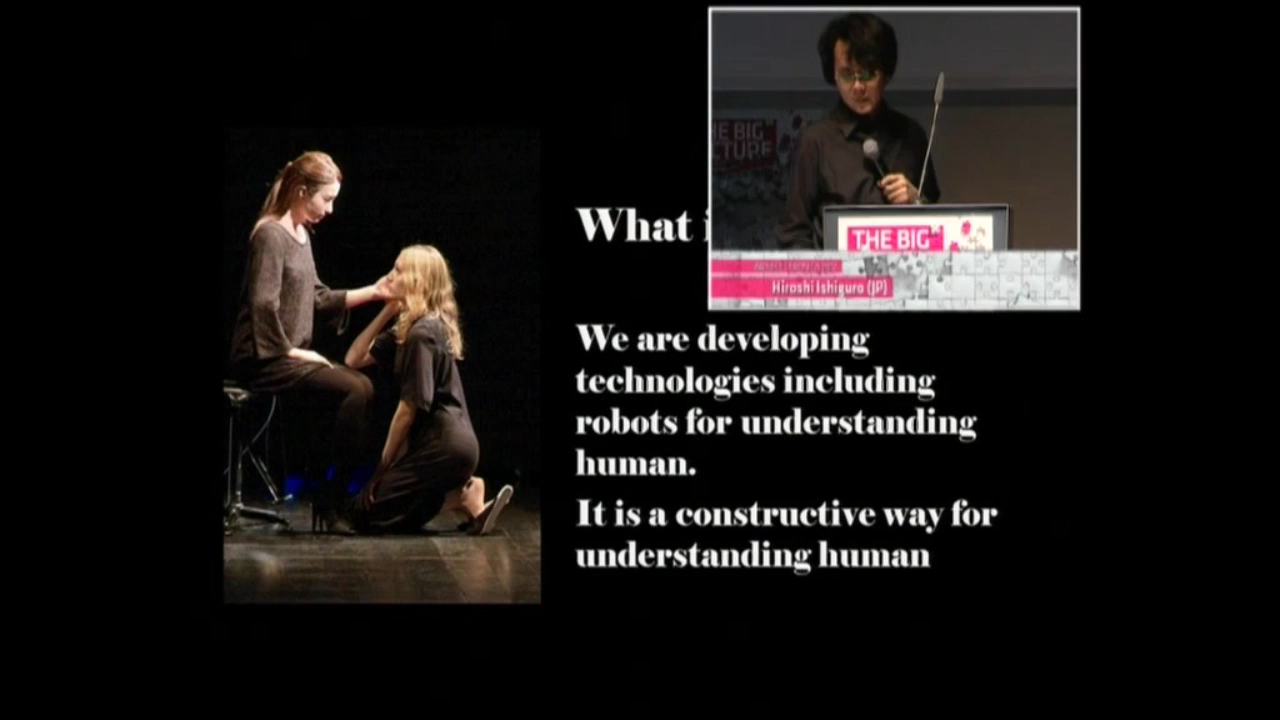 THE BIG
What i
THE BIG
Hiroshi Ishiguro (JP)
We are developing
technologies including
robots for understanding
human.
It is a constructive way for
understanding human